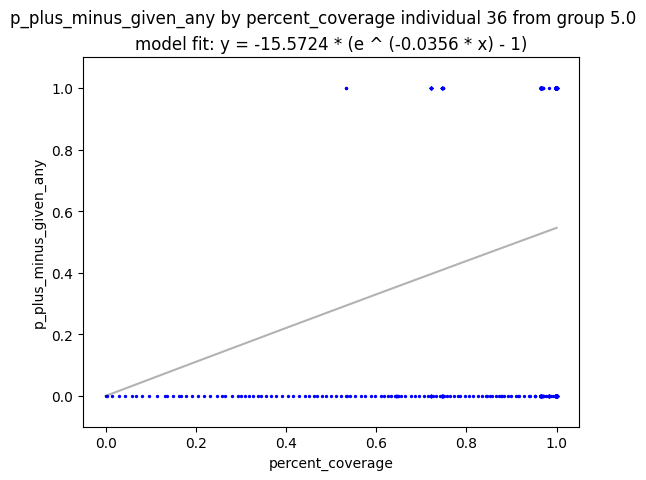 p_plus_minus_given_any by percent_coverage individual 36 from group 5.0
model fit: y = -15.5724 * (e ^ (-0.0356 * x) - 1)
1.0
0.8
0.6
0.4
0.2
0.0
p_plus_minus_given_any
0.0 0.2 0.4 0.6 0.8 1.0
percent_coverage